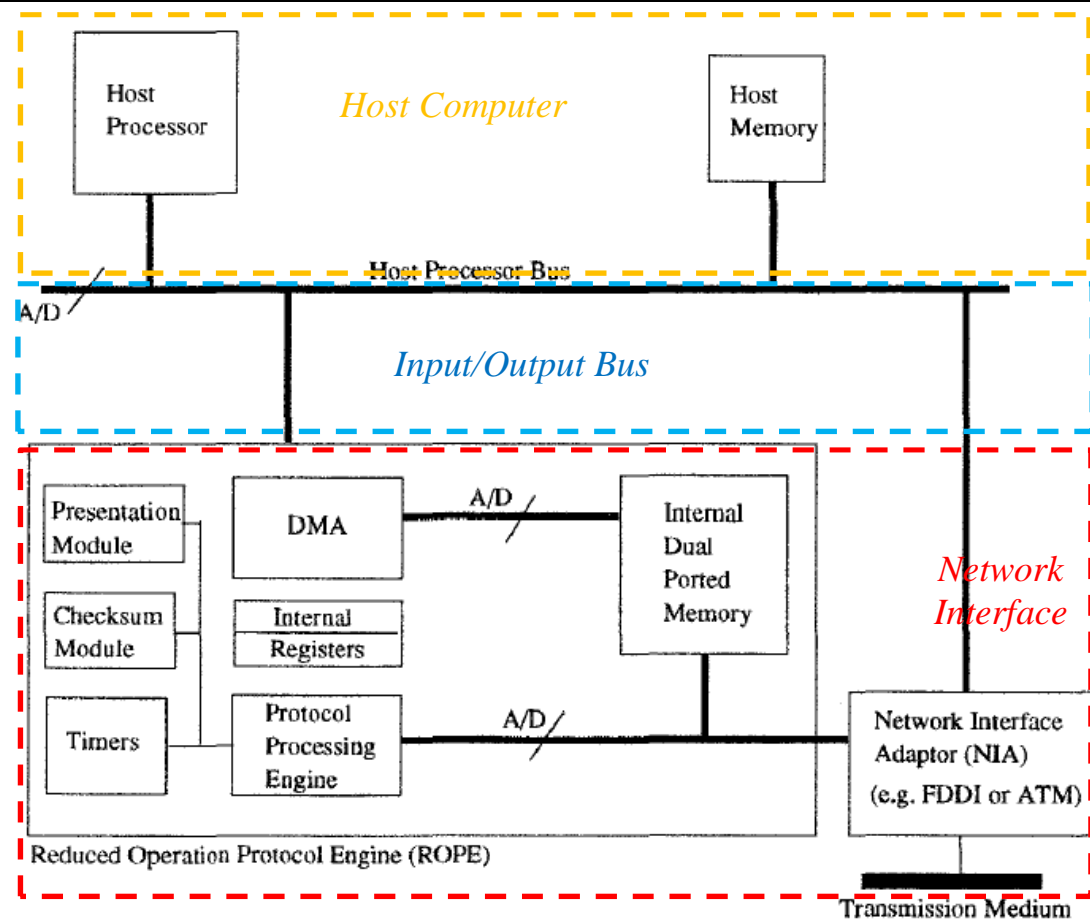 Host
Processor
Host Computer
Host
Memory
Host Processor Bus
A/D
Input/Output Bus
Presentation
Module
DMA
A/D
Internal
Dual
Ported
Memory
Network
Interface
Checksum
Module
Internal
Registers
Timers
Protocol
Processing
Engine
A/D
Network Interface
Adaptor (NIA)
(e.g. FDDI or ATM)
Reduced Operation Protocol Engine (ROPE)
Transmission Medium